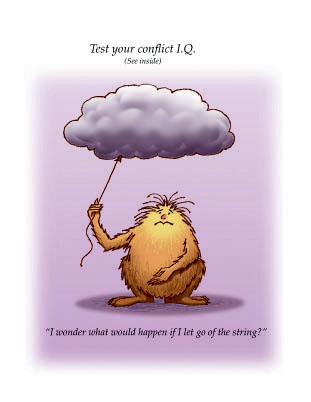 Test your conflict I.Q.
(See inside)
“I wonder what would happen if I let go of the string?”